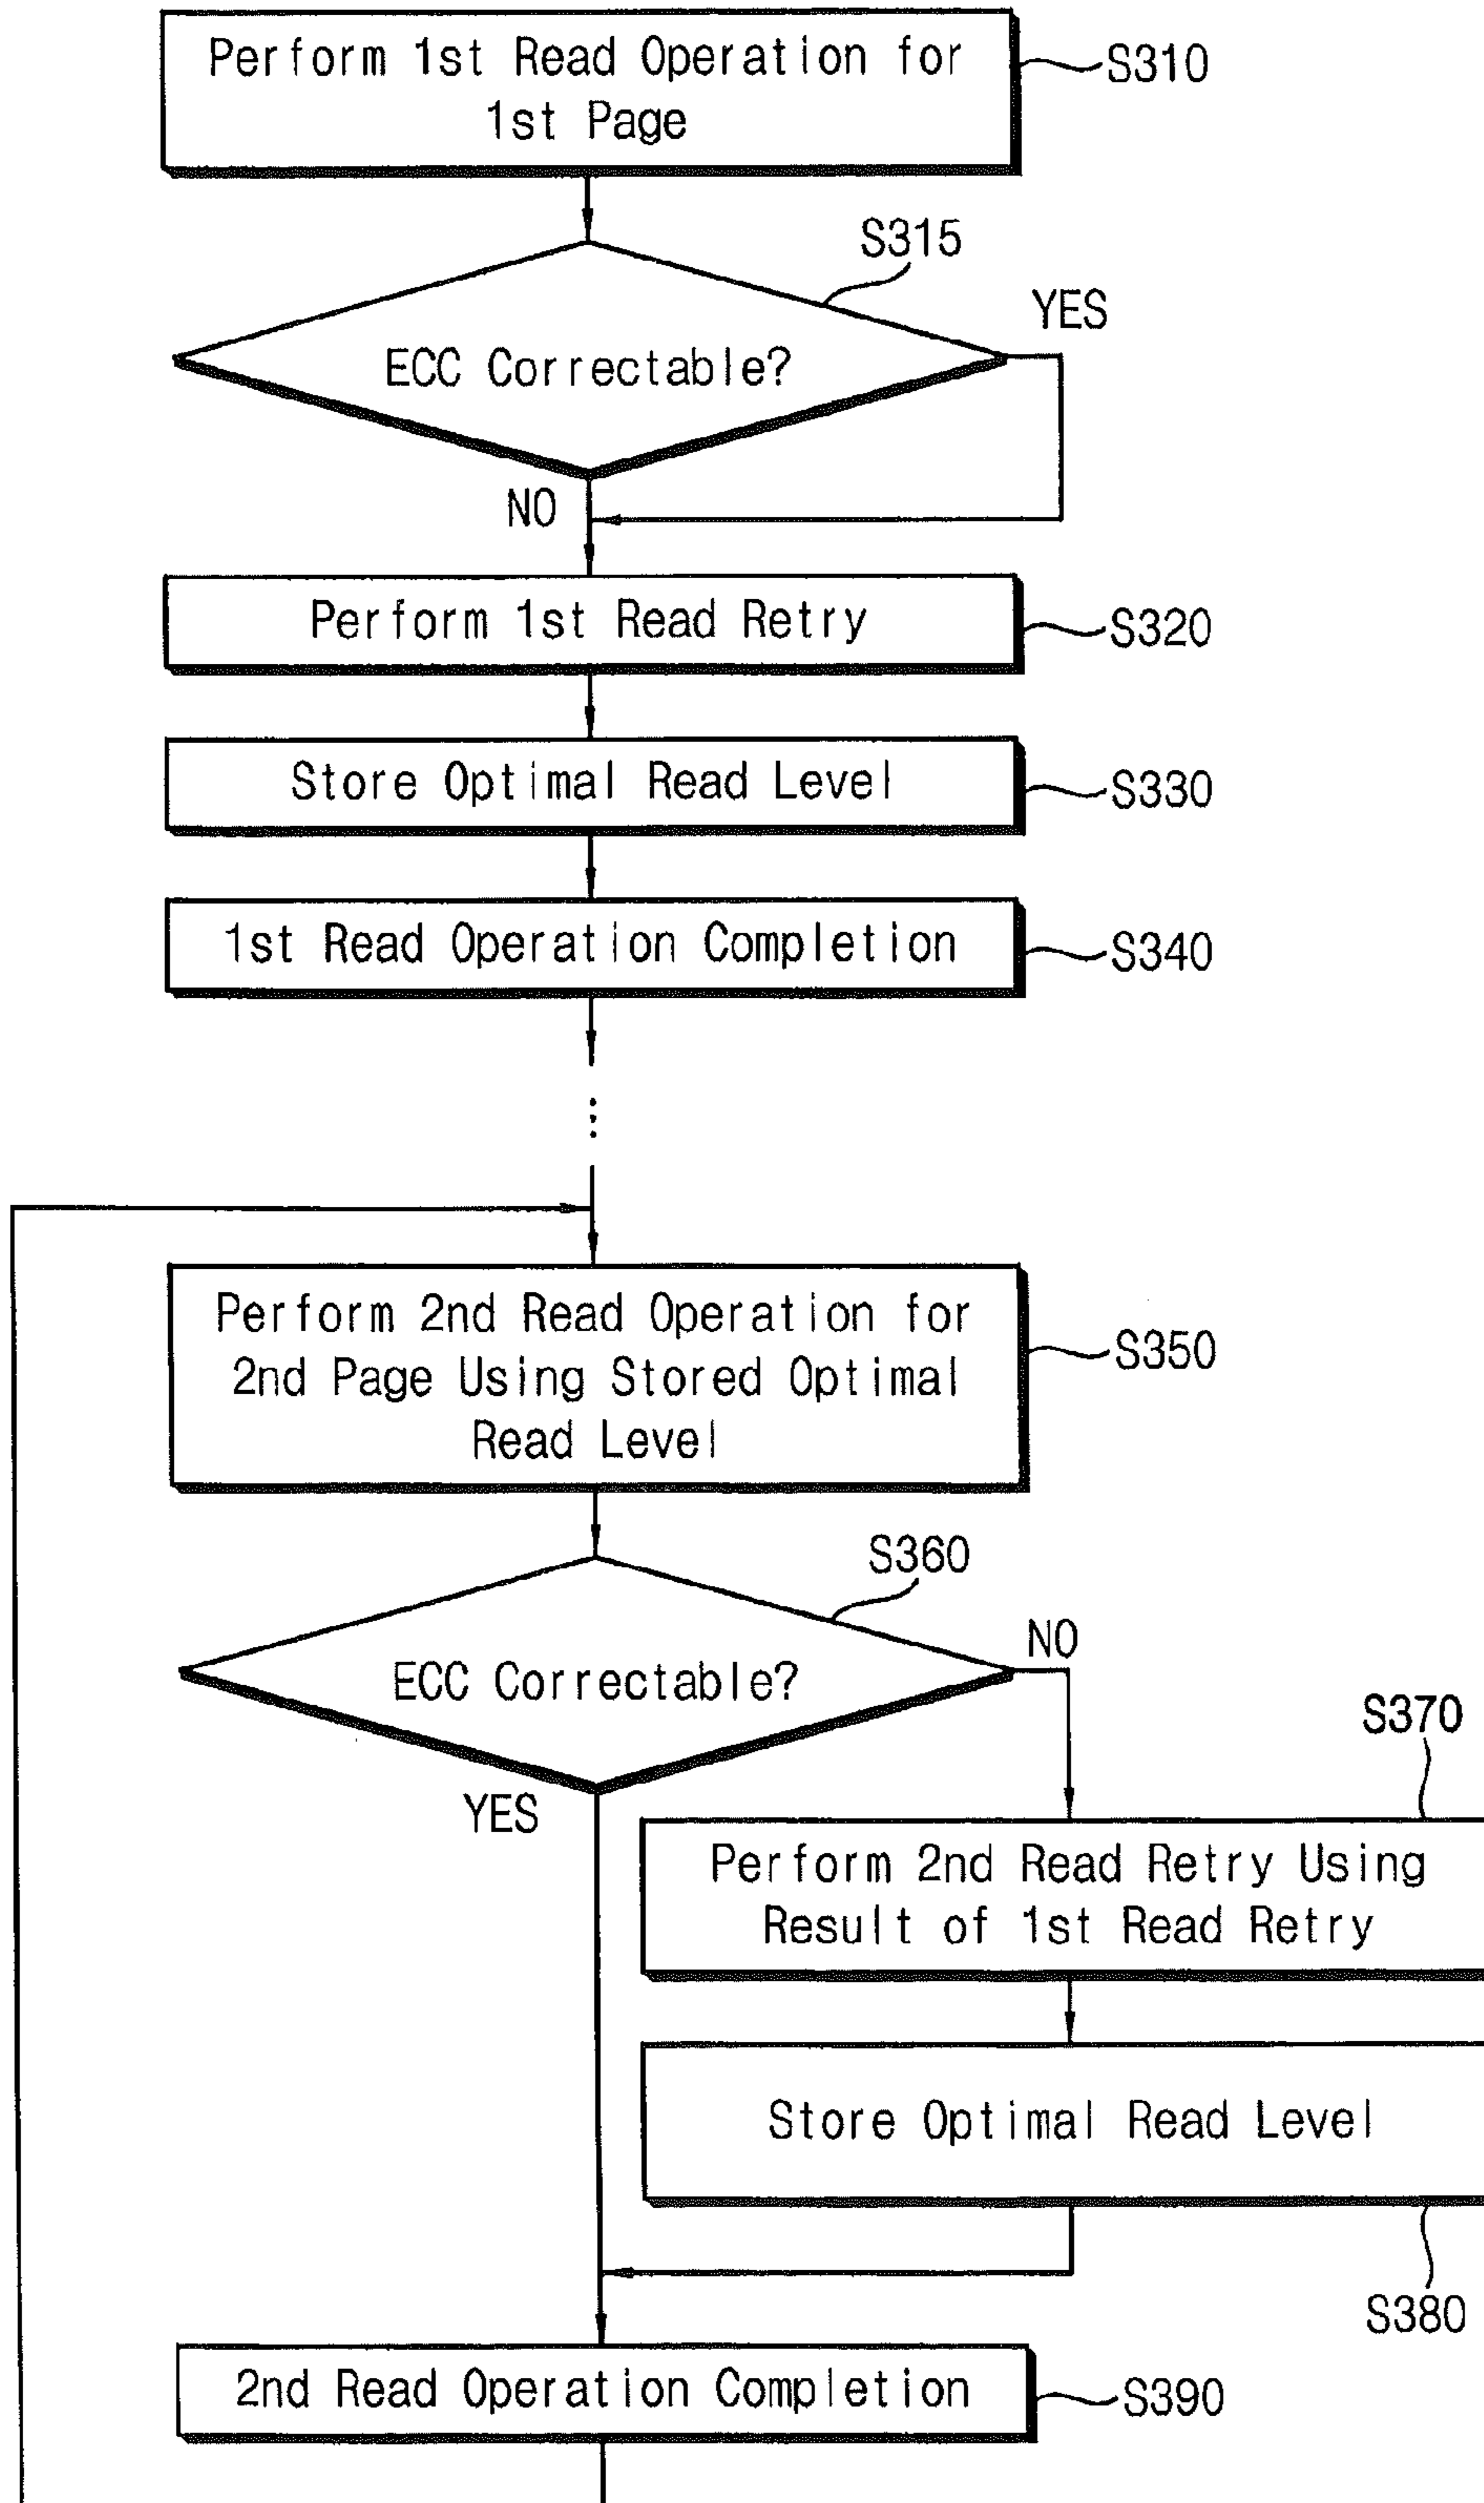 Perform 1st Read Operation for
1st Page
S310
S315
YES
ECC Correctable?
NO
Perform 1st Read Retry
S320
Store Optimal Read Level
S330
1st Read Operation Completion
S340
Perform 2nd Read Operation for
2nd Page Using Stored Optimal
Read Level
S350
S360
NO
ECC Correctable?
S370
YES
Perform 2nd Read Retry Using
Result of 1st Read Retry
Store Optimal Read Level
S380
2nd Read Operation Completion
S390